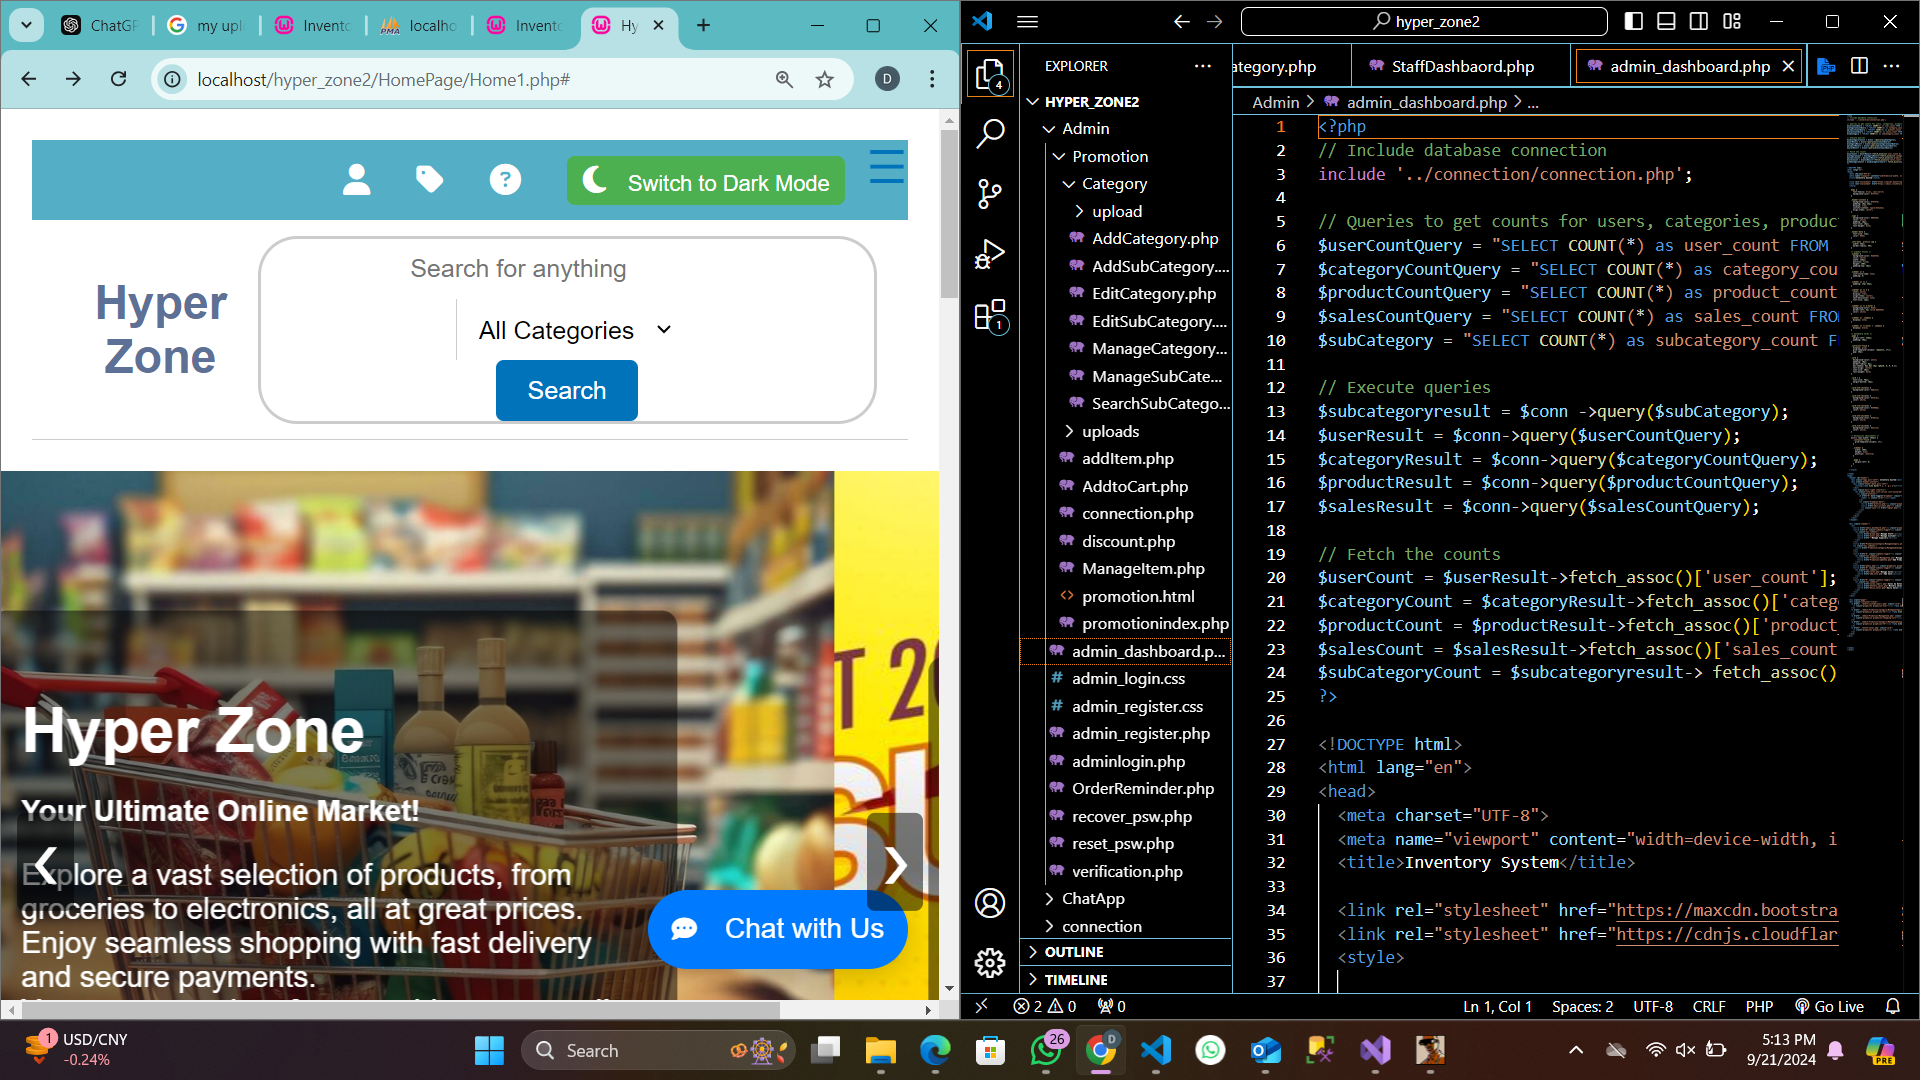 ChatGP
my upl
Invento
localho
Invento
Hy
localhost/hyper_zone2/HomePage/Home1.php#
D
Switch to Dark Mode
Hyper
Zone
Search for anything
All Categories
Search
Hyper Zone
Your Ultimate Online Market!
Explore a vast selection of products, from
groceries to electronics, all at great prices.
Enjoy seamless shopping with fast delivery
and secure payments.
Chat with Us
hyper_zone2
4
1
EXPLORER
HYPER_ZONE2
Admin
Promotion
Category
upload
AddCategory.php
AddSubCategory....
EditCategory.php
EditSubCategory....
ManageCategory...
ManageSubCate...
SearchSubCatego...
uploads
addItem.php
AddtoCart.php
connection.php
discount.php
ManageItem.php
promotion.html
promotionindex.php
admin_dashboard.p...
admin_login.css
admin_register.css
admin_register.php
adminlogin.php
OrderReminder.php
recover_psw.php
reset_psw.php
verification.php
ChatApp
connection
OUTLINE
TIMELINE
ategory.php
StaffDashbaord.php
admin_dashboard.php
Admin > admin_dashboard.php > ...
1 <?php
2 // Include database connection
3 include '../connection/connection.php';
4
5 // Queries to get counts for users, categories, product
6 $userCountQuery = "SELECT COUNT(*) as user_count FROM
7 $categoryCountQuery = "SELECT COUNT(*) as category_cou
8 $productCountQuery = "SELECT COUNT(*) as product_count
9 $salesCountQuery = "SELECT COUNT(*) as sales_count FROM
10 $subCategory = "SELECT COUNT(*) as subcategory_count F
11
12 // Execute queries
13 $subcategoryresult = $conn ->query($subCategory);
14 $userResult = $conn->query($userCountQuery);
15 $categoryResult = $conn->query($categoryCountQuery);
16 $productResult = $conn->query($productCountQuery);
17 $salesResult = $conn->query($salesCountQuery);
18
19 // Fetch the counts
20 $userCount = $userResult->fetch_assoc()['user_count'];
21 $categoryCount = $categoryResult->fetch_assoc()['categ
22 $productCount = $productResult->fetch_assoc()['product_
23 $salesCount = $salesResult->fetch_assoc()['sales_count
24 $subCategoryCount = $subcategoryresult-> fetch_assoc()
25 ?>
26
27 <!DOCTYPE html>
28 <html lang="en">
29 <head>
30 <meta charset="UTF-8">
31 <meta name="viewport" content="width=device-width, i
32 <title>Inventory System</title>
33
34 <link rel="stylesheet" href="https://maxcdn.bootstra
35 <link rel="stylesheet" href="https://cdnjs.cloudflar
36 <style>
37
2 0 0
Ln 1, Col 1 Spaces: 2 UTF-8 CRLF PHP Go Live
1
USD/CNY
-0.24%
Search
26
D
5:13 PM
9/21/2024
PRE